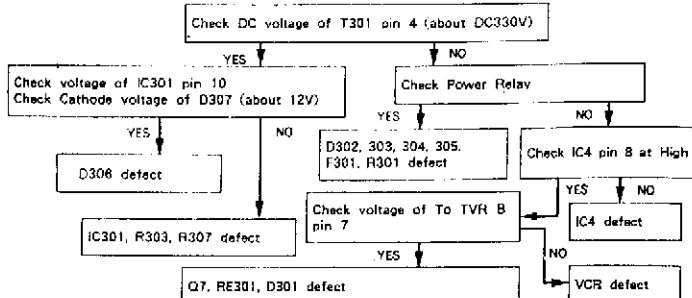 Check DC voltage of T301 pin 4 (about DC330V)
YES
NO
Check voltage of IC301 pin 10
Check Cathode voltage of D307 (about 12V)
Check Power Relay
YES
NO
YES
NO
D306 defect
D302, 303, 304, 305,
F301, R301 defect
Check IC4 pin 8 at High
YES
NO
IC301, R303, R307 defect
Check voltage of To TVR B
pin 7
IC4 defect
YES
NO
Q7, RE301, D301 defect
VCR defect